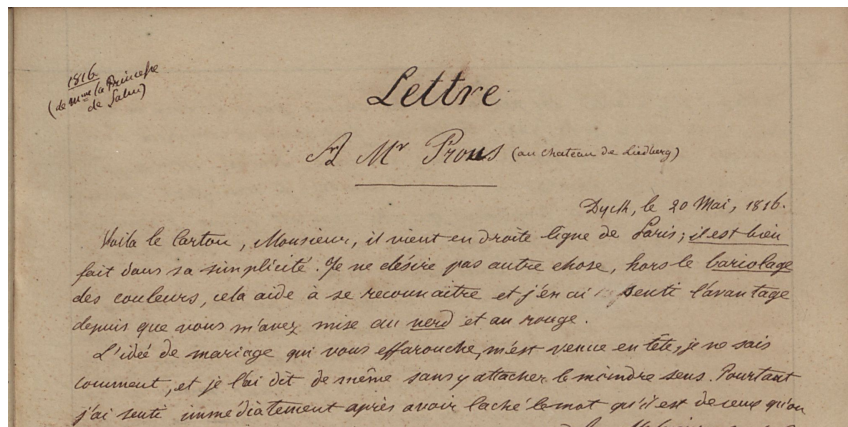 1816.
(de Mme la Princesse
de Salm)
Lettre
A Mr Prous (au chateau de Liedberg)
Dyck, le 20 Mai, 1816.
Voila le Carton, Monsieur, il vient en droite ligne de Paris; il est bien
fait dans sa simplicité. Je ne désire pas autre chose, hors le bariolage
des couleurs, cela aide à se reconnaître et j'en ai senti l'avantage
depuis que vous m'avez mise au verd et au rouge.
L'idée de mariage qui vous effarouche, m'est venue en tête, je ne sais
comment, et je l'ai dit de même sans y attacher le moindre sens. Pourtant
j'ai senti immédiatement après avoir laché le mot qu'il est de ceux qu'on